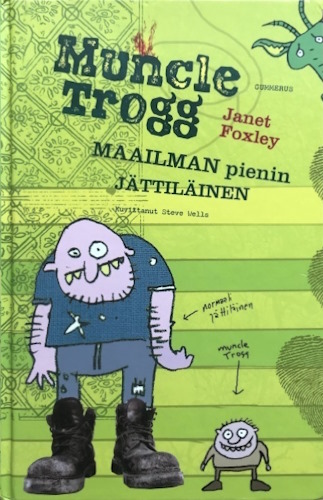 Muncle
Trogg
GUMMERUS
Janet
Foxley
MAAILMAN pienin
JÄTTILÄINEN
Kuvittanut Steve Wells
normaali
jättiläinen
muncle
Trogg